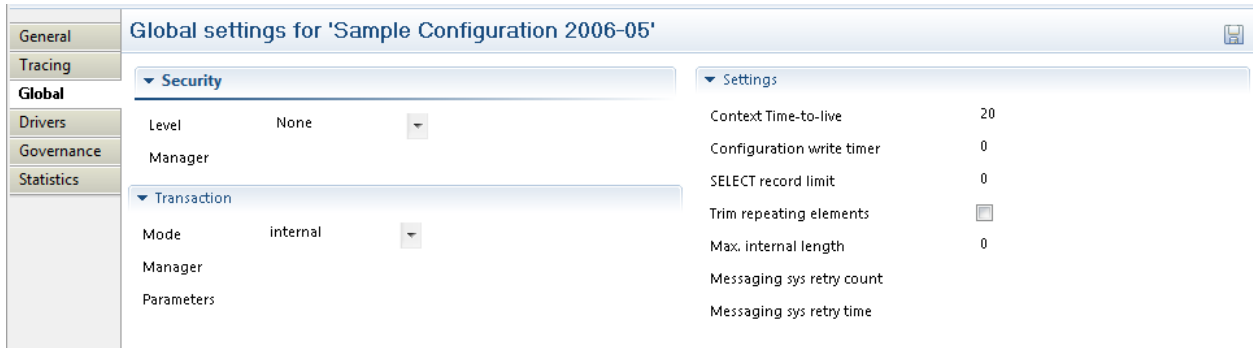 Global settings for 'Sample Configuration 2006-05'
General
Tracing
Global
Drivers
Governance
Statistics
Security
Level None
Manager
Transaction
Mode internal
Manager
Parameters
Settings
Context Time-to-live 20
Configuration write timer 0
SELECT record limit 0
Trim repeating elements
Max. internal length 0
Messaging sys retry count
Messaging sys retry time